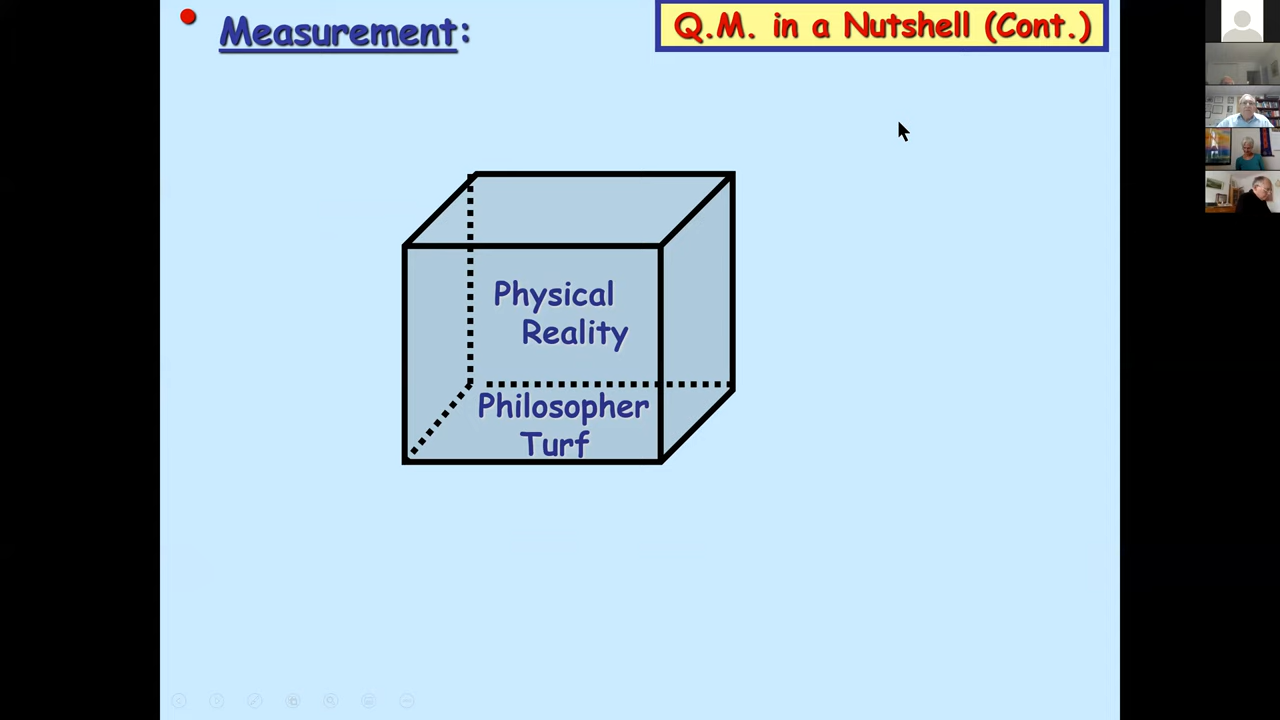 Measurement:
Q.M. in a Nutshell (Cont.)
Physical
Reality
Philosopher
Turf